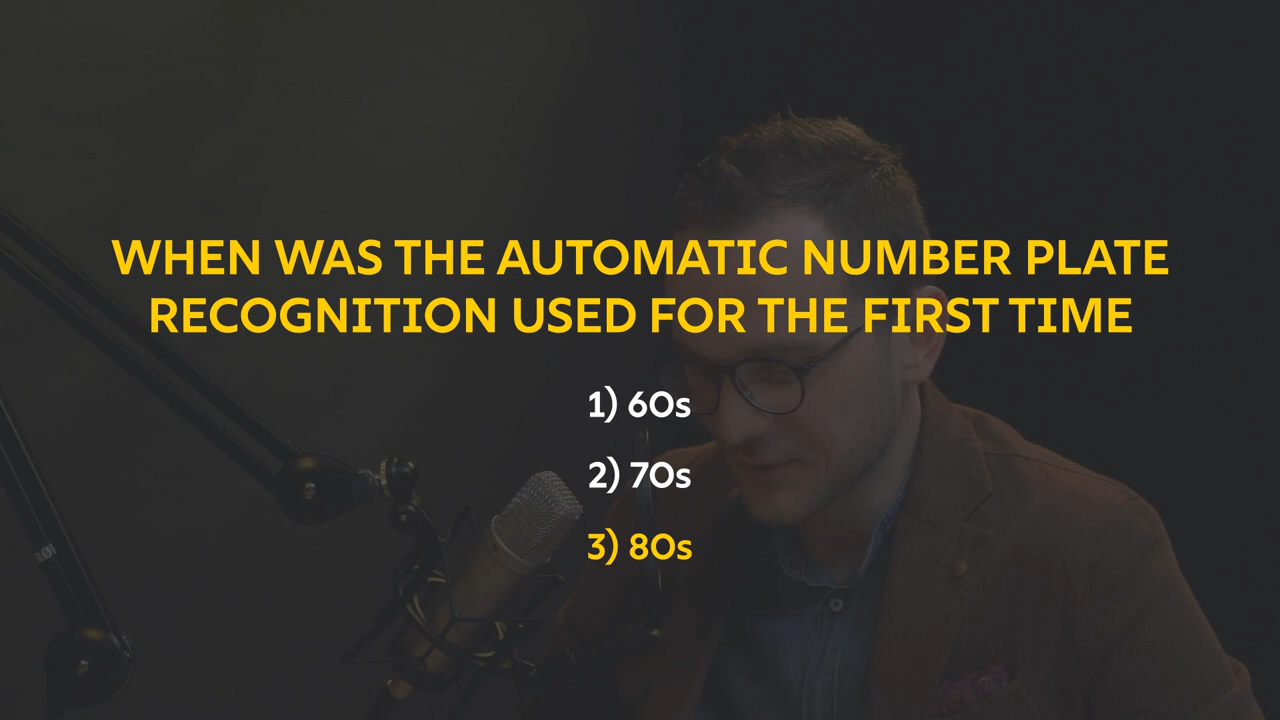 WHEN WAS THE AUTOMATIC NUMBER PLATE
RECOGNITION USED FOR THE FIRST TIME
1) 60s
2) 70s
3) 80s